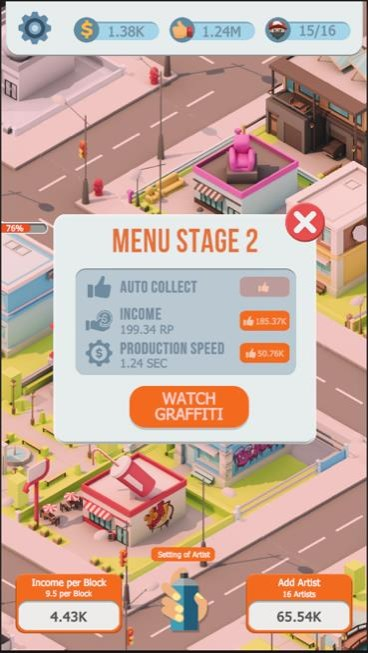 1.38K
1.24M
15/16
76%
MENU STAGE 2
AUTO COLLECT
INCOME
199.34 RP
185.37K
PRODUCTION SPEED
1.24 SEC
50.76K
WATCH
GRAFFITI
Setting of Artist
Income per Block
9.5 per Block
4.43K
Add Artist
16 Artists
65.54K